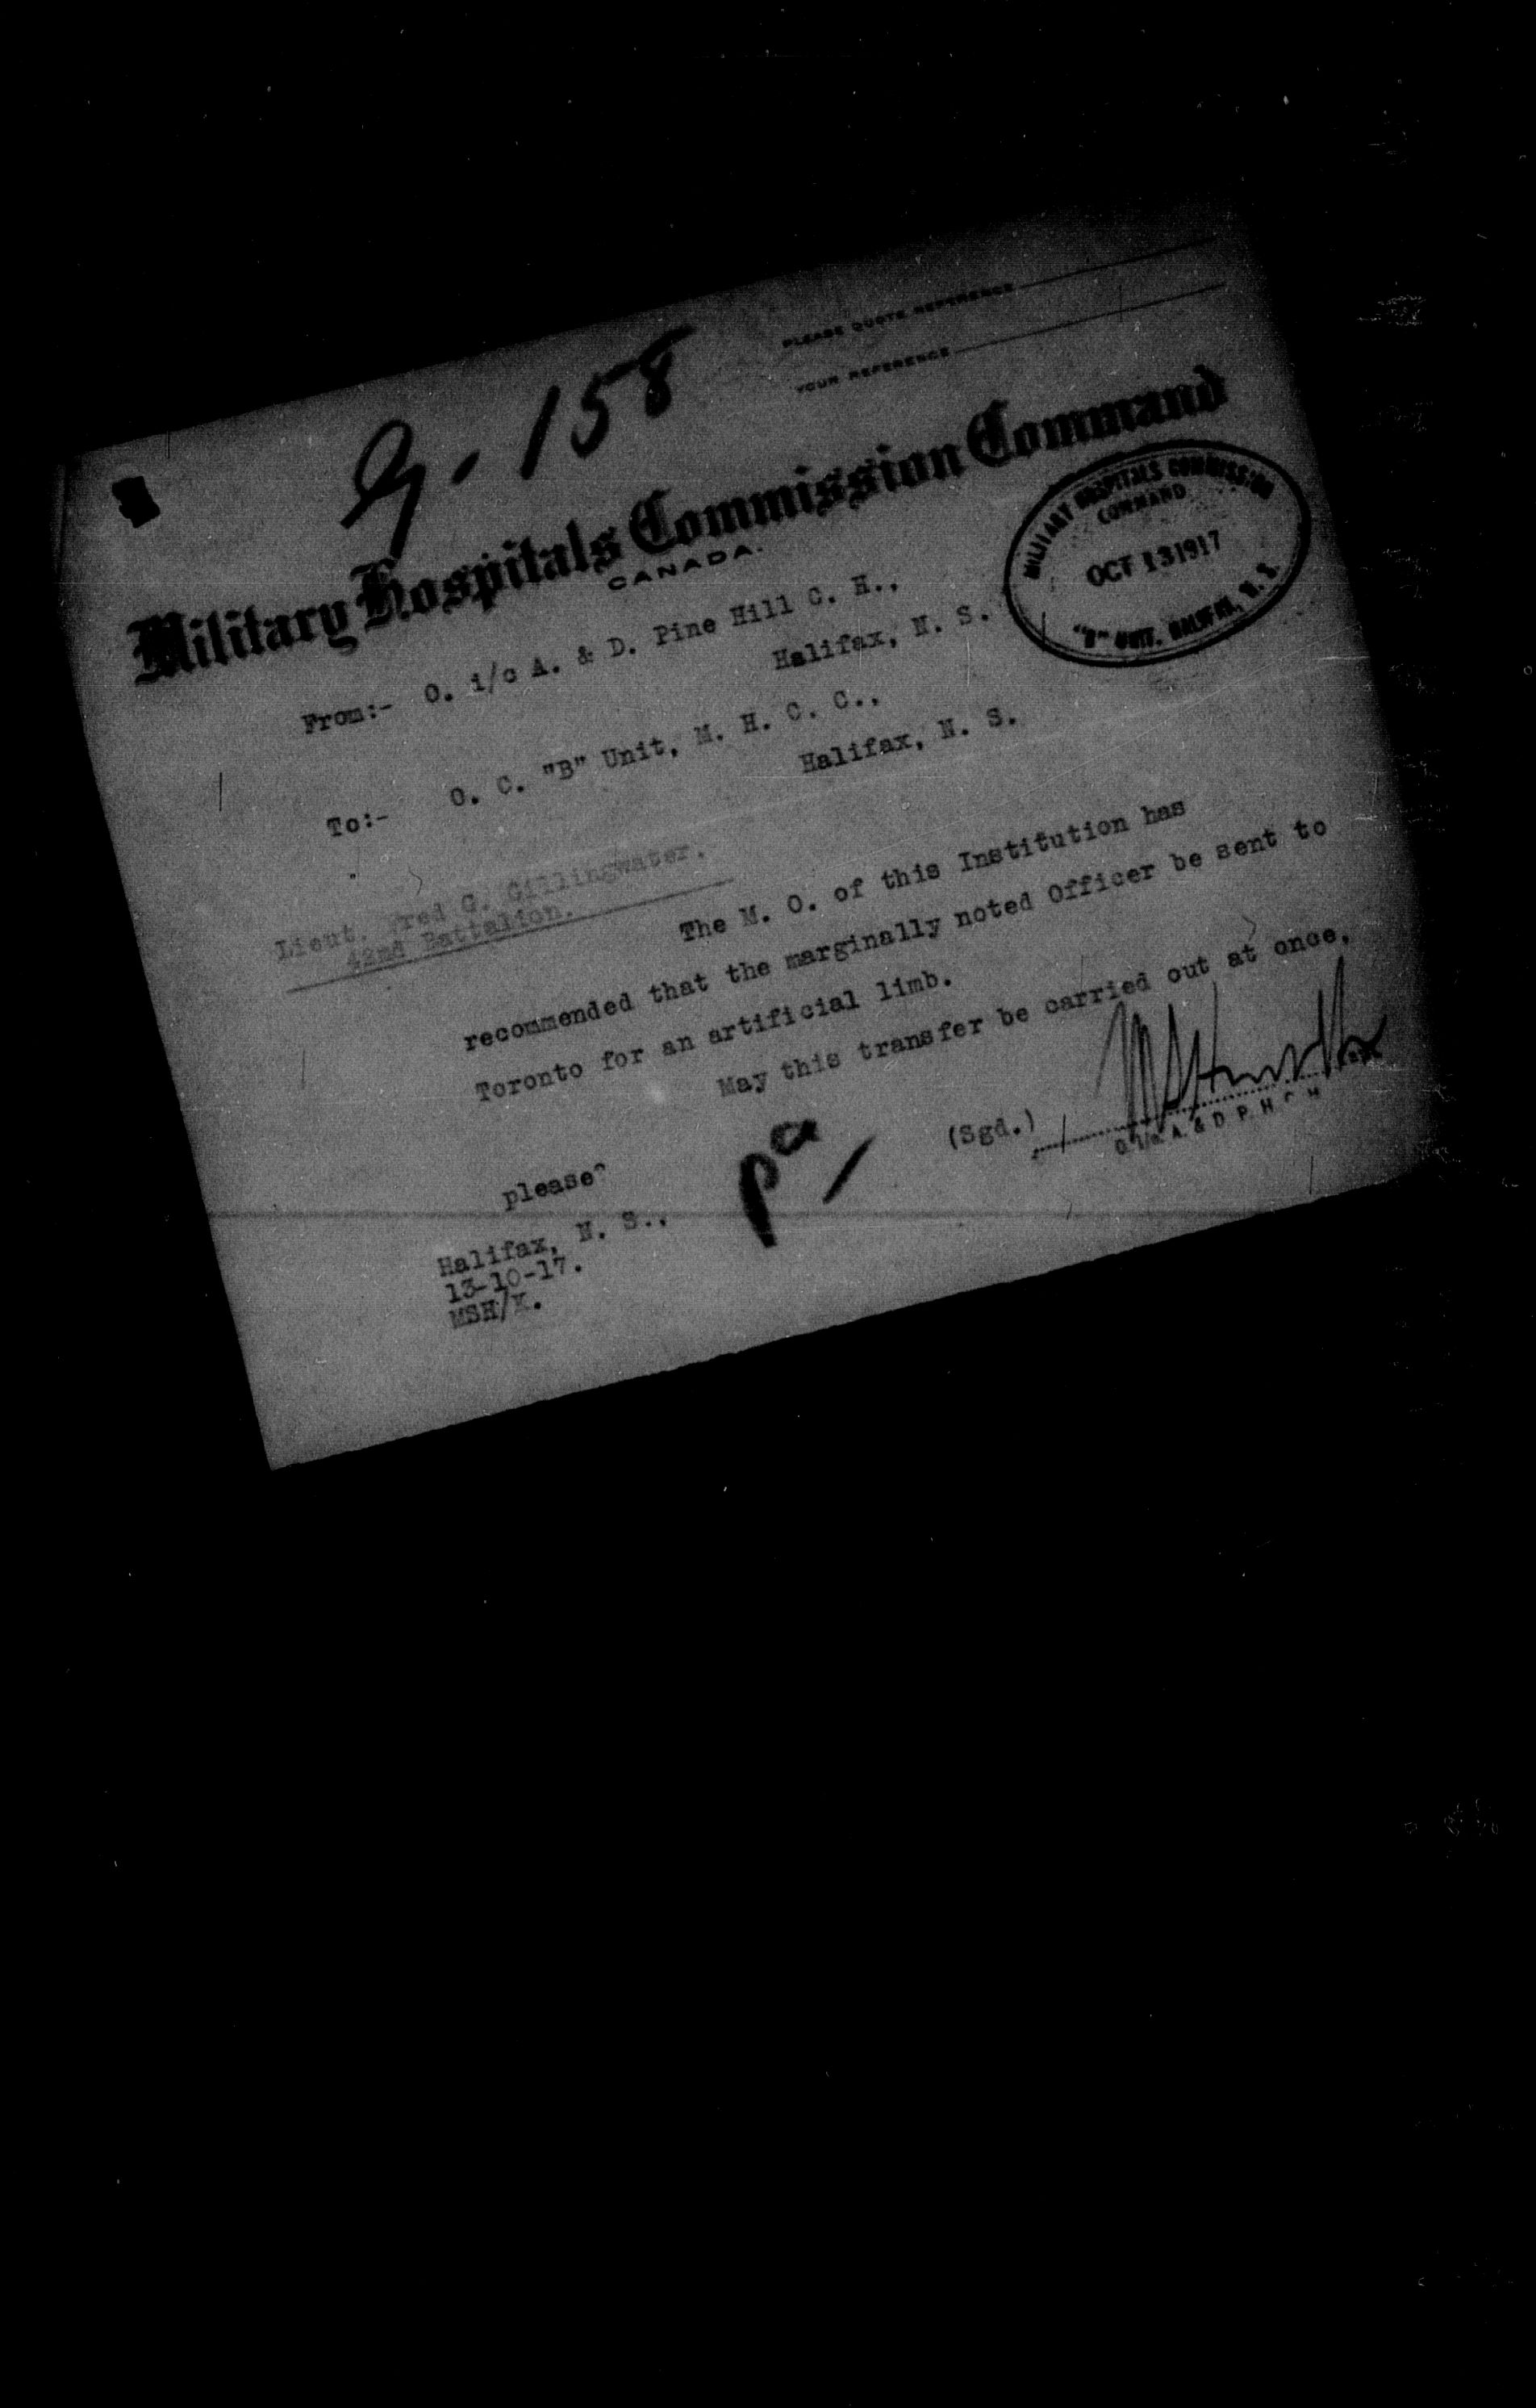 PLEASE QUOTE REFERENCE
YOUR REFERENCE
G-158
Military Hospitals Commission Command
CANADA.
MILITARY HOSPITALS COMMISSION
COMMAND
OCT 13 1917
"B" UNIT. HALIFAX, N. S.
From:- O. i/c A. & D. Pine Hill C. H.,
Halifax, N. S.
To:- O. C. "B" Unit, M. H. C. C.,
Halifax, N. S.
Lieut. Fred G. Gillingwater.
42nd Battalion.
The M. O. of this Institution has
recommended that the marginally noted Officer be sent to
Toronto for an artificial limb.
May this transfer be carried out at once,
please?
(Sgd.)
O. i/c. A. & D. P. H. C. H.
Pa/
Halifax, N. S.,
13-10-17.
MSH/K.